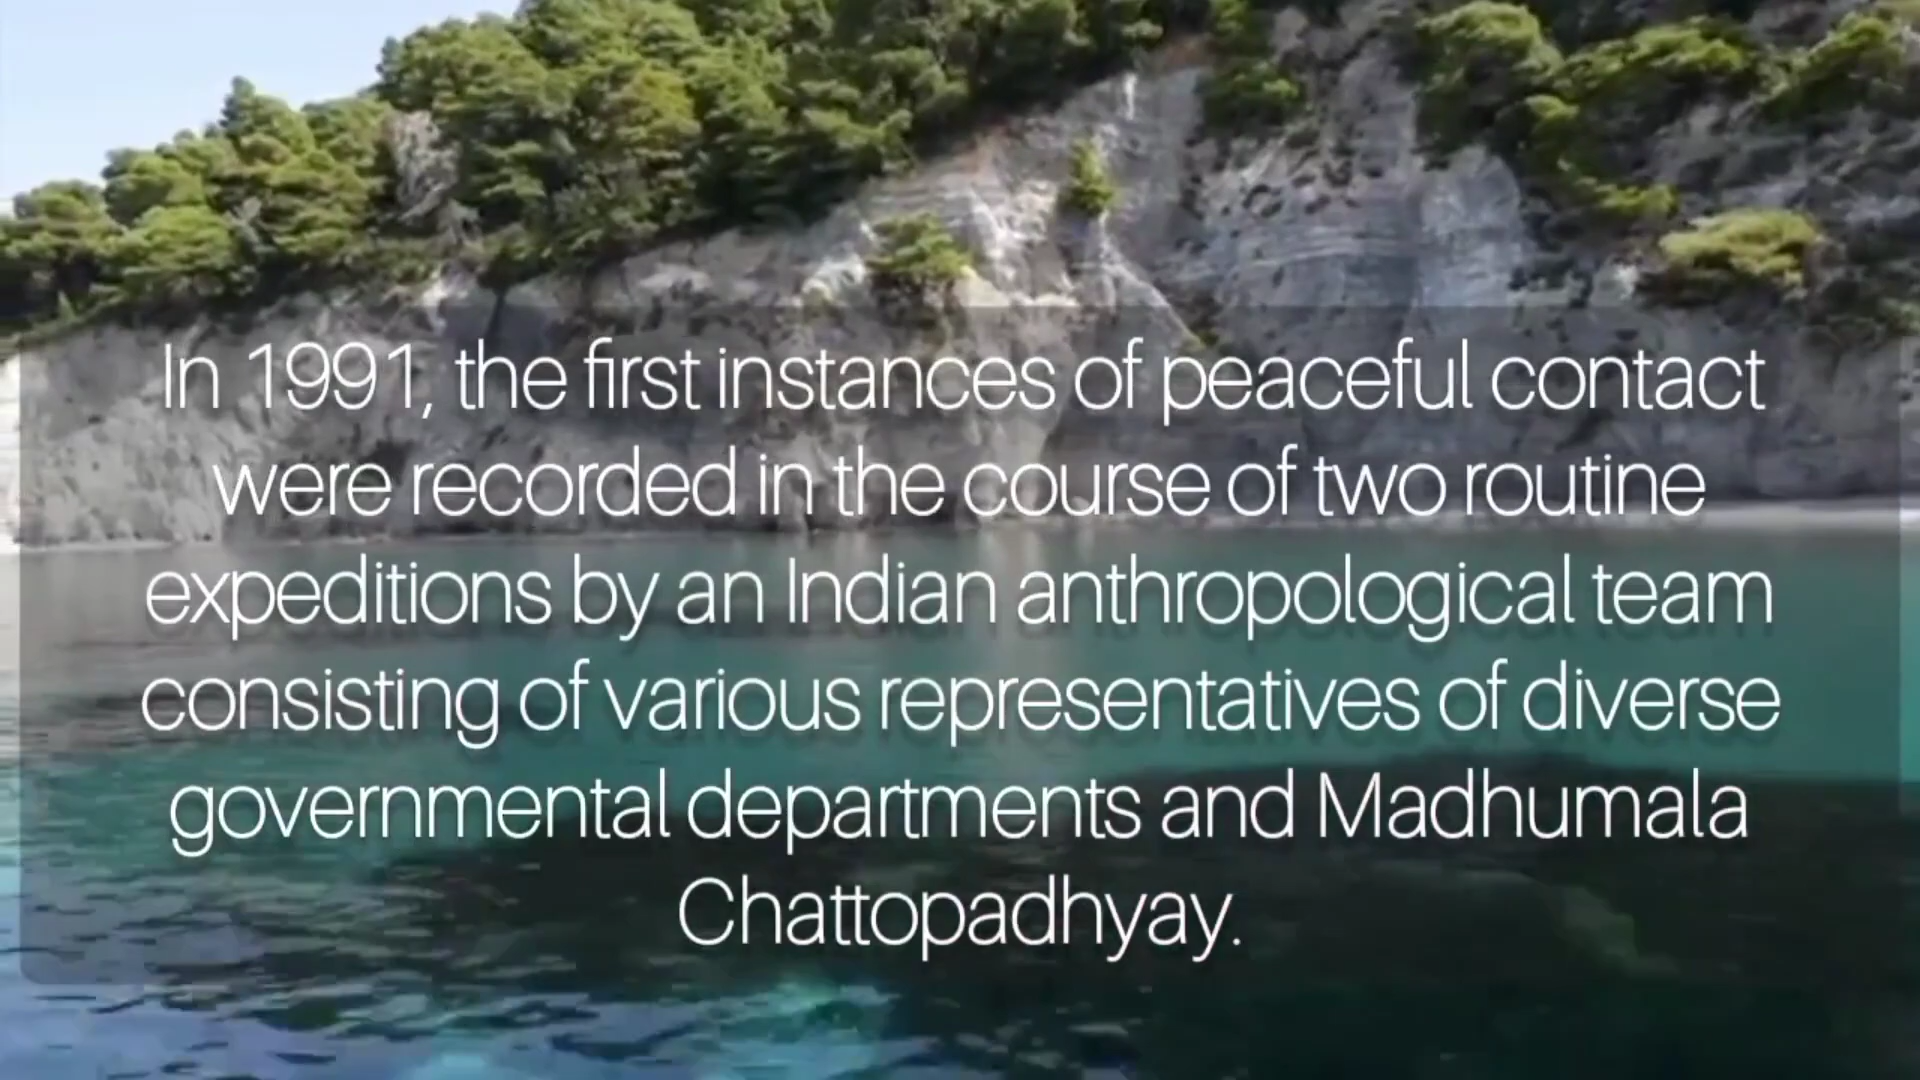 In 1991, the first instances of peaceful contact
were recorded in the course of two routine
expeditions by an Indian anthropological team
consisting of various representatives of diverse
governmental departments and Madhumala
Chattopadhyay.